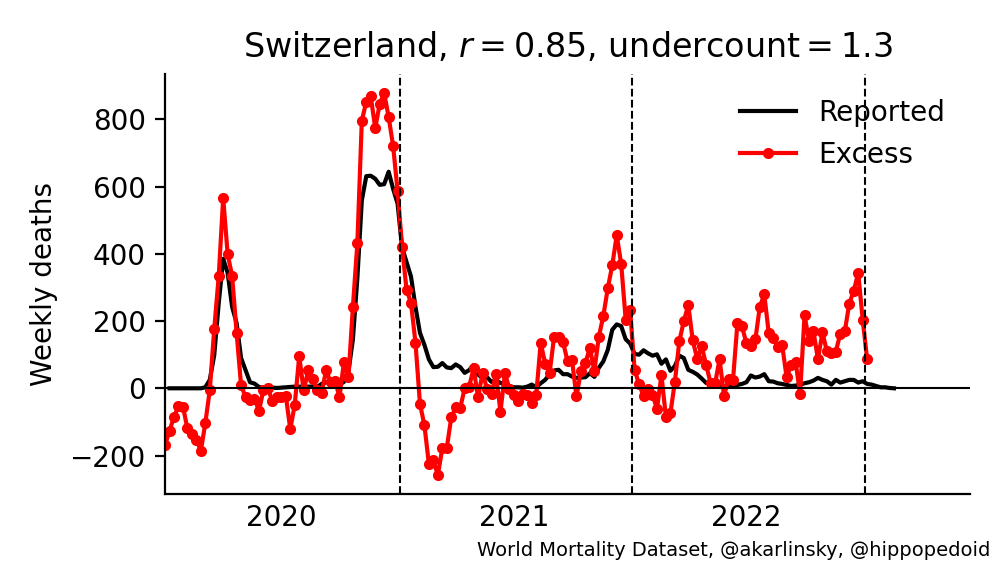 Switzerland, r = 0.85, undercount = 1.3
Weekly deaths
800
600
400
200
0
−200
Reported
Excess
2020
2021
2022
World Mortality Dataset, @akarlinsky, @hippopedoid